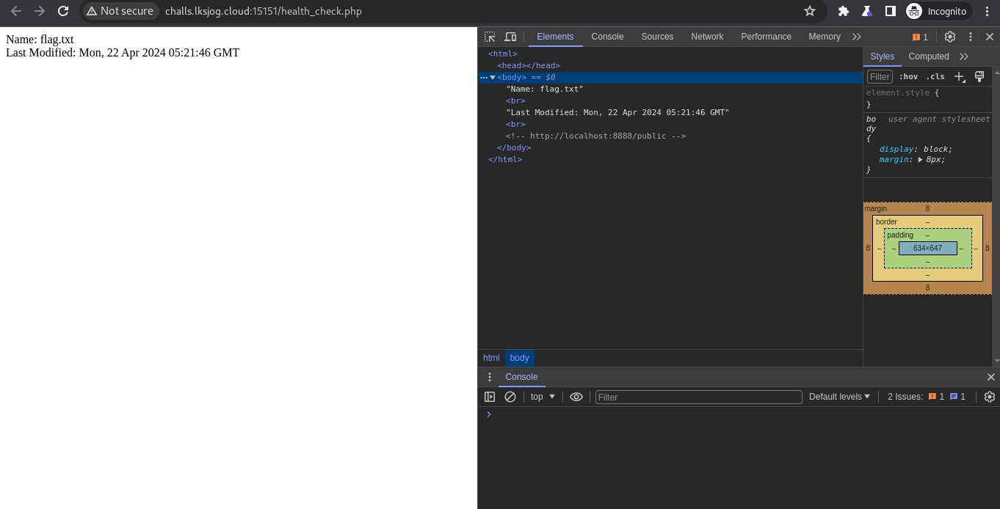 Not secure challs.lksjog.cloud:15151/health_check.php Incognito
Name: flag.txt
Last Modified: Mon, 22 Apr 2024 05:21:46 GMT
Elements Console Sources Network Performance Memory 1
<html>
<head></head>
<body> == $0
"Name: flag.txt"
<br>
"Last Modified: Mon, 22 Apr 2024 05:21:46 GMT"
<br>
<!-- http://localhost:8888/public -->
</body>
</html>
html body
Styles Computed
Filter :hov .cls
element.style {
}
bo user agent stylesheet
dy
{
display: block;
margin: 8px;
}
margin 8
border –
padding –
8 – – 634×647 – – 8
–
–
8
Console
top Filter Default levels 2 Issues: 1 1